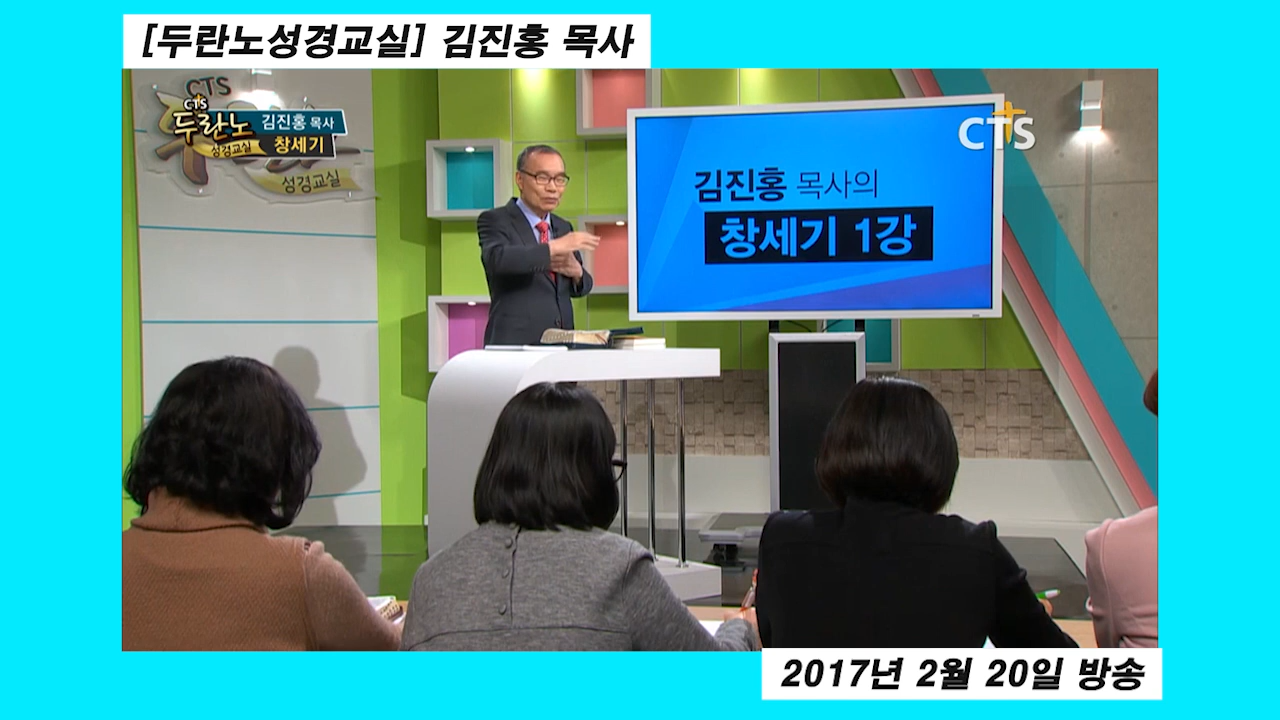 [두란노성경교실] 김진홍 목사
CTS
CTS
두란노
성경교실
김진홍 목사
창세기
성경교실
CTS
김진홍 목사의
창세기 1강
2017년 2월 20일 방송